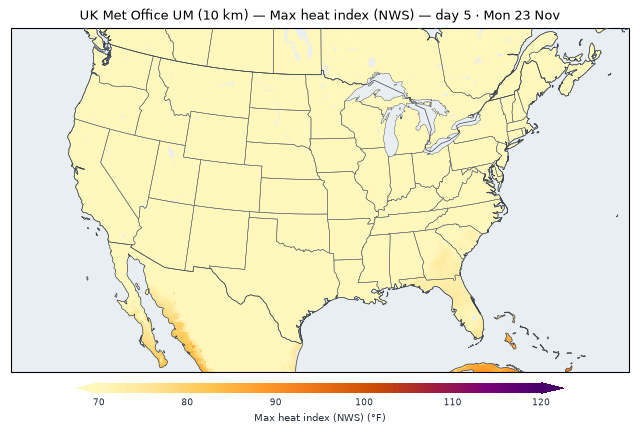 UK Met Office UM (10 km) — Max heat index (NWS) — day 5 · Mon 23 Nov
70 80 90 100 110 120
Max heat index (NWS) (°F)